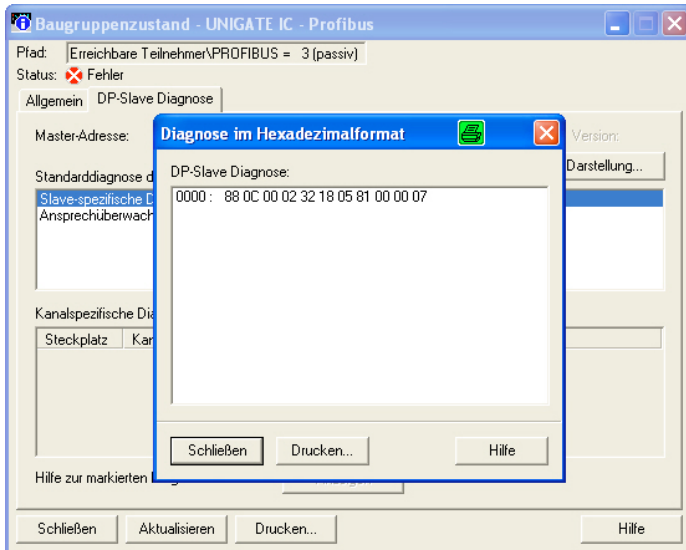 Baugruppenzustand - UNIGATE IC - Profibus
Pfad: Erreichbare Teilnehmer\PROFIBUS = 3 (passiv)
Status: Fehler
Allgemein DP-Slave Diagnose
Master-Adresse: Version:
Darstellung...
Standarddiagnose d
Slave-spezifische D
Ansprechüberwach
Kanalspezifische Dia
Steckplatz Kar
Hilfe zur markierten
Schließen Aktualisieren Drucken... Hilfe
Diagnose im Hexadezimalformat
DP-Slave Diagnose:
0000 : 88 0C 00 02 32 18 05 81 00 00 07
Schließen Drucken... Hilfe